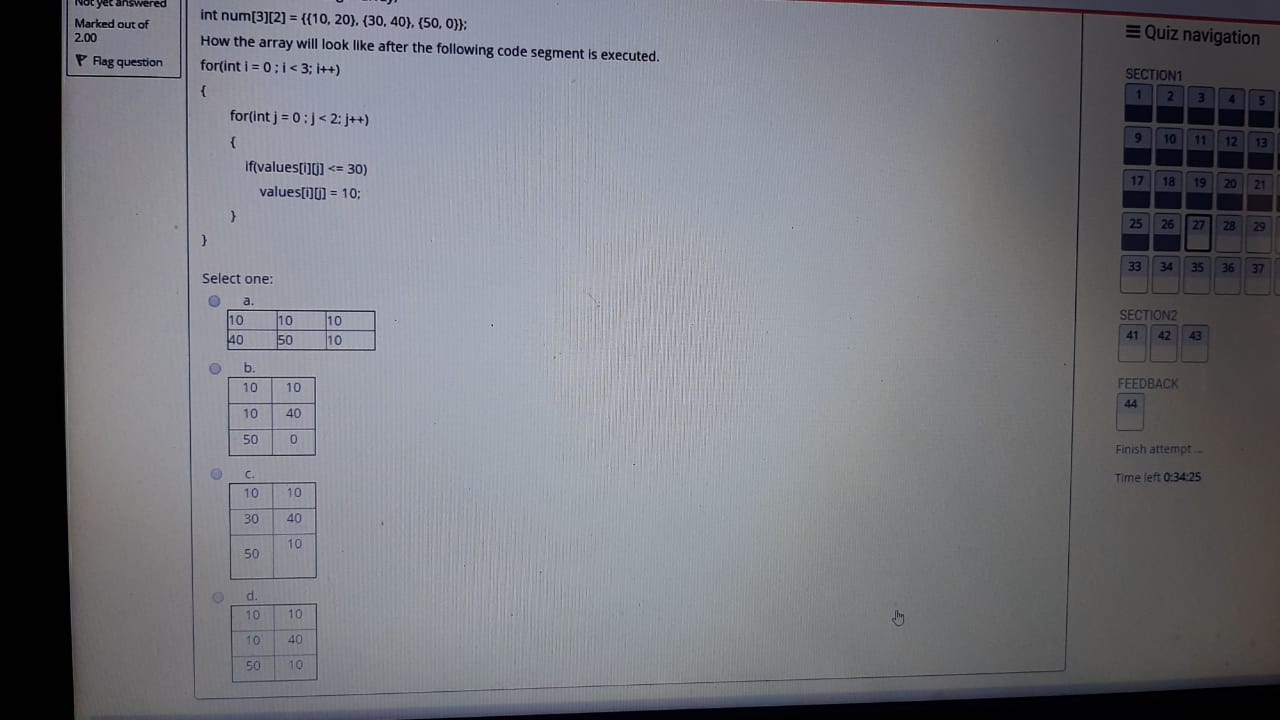 Not yet answered
Marked out of
2.00
Flag question
int num[3][2] = {{10, 20}, {30, 40}, {50, 0}};
How the array will look like after the following code segment is executed.
for(int i = 0 ; i < 3; i++)
{
for(int j = 0 ; j < 2; j++)
{
if(values[i][j] <= 30)
values[i][j] = 10;
}
}
Select one:
a.
10 10 10
40 50 10
b.
10 10
10 40
50 0
c.
10 10
30 40
50 10
d.
10 10
10 40
50 10
Quiz navigation
SECTION1
1 2 3 4 5
9 10 11 12 13
17 18 19 20 21
25 26 27 28 29
33 34 35 36 37
SECTION2
41 42 43
FEEDBACK
44
Finish attempt ...
Time left 0:34:25